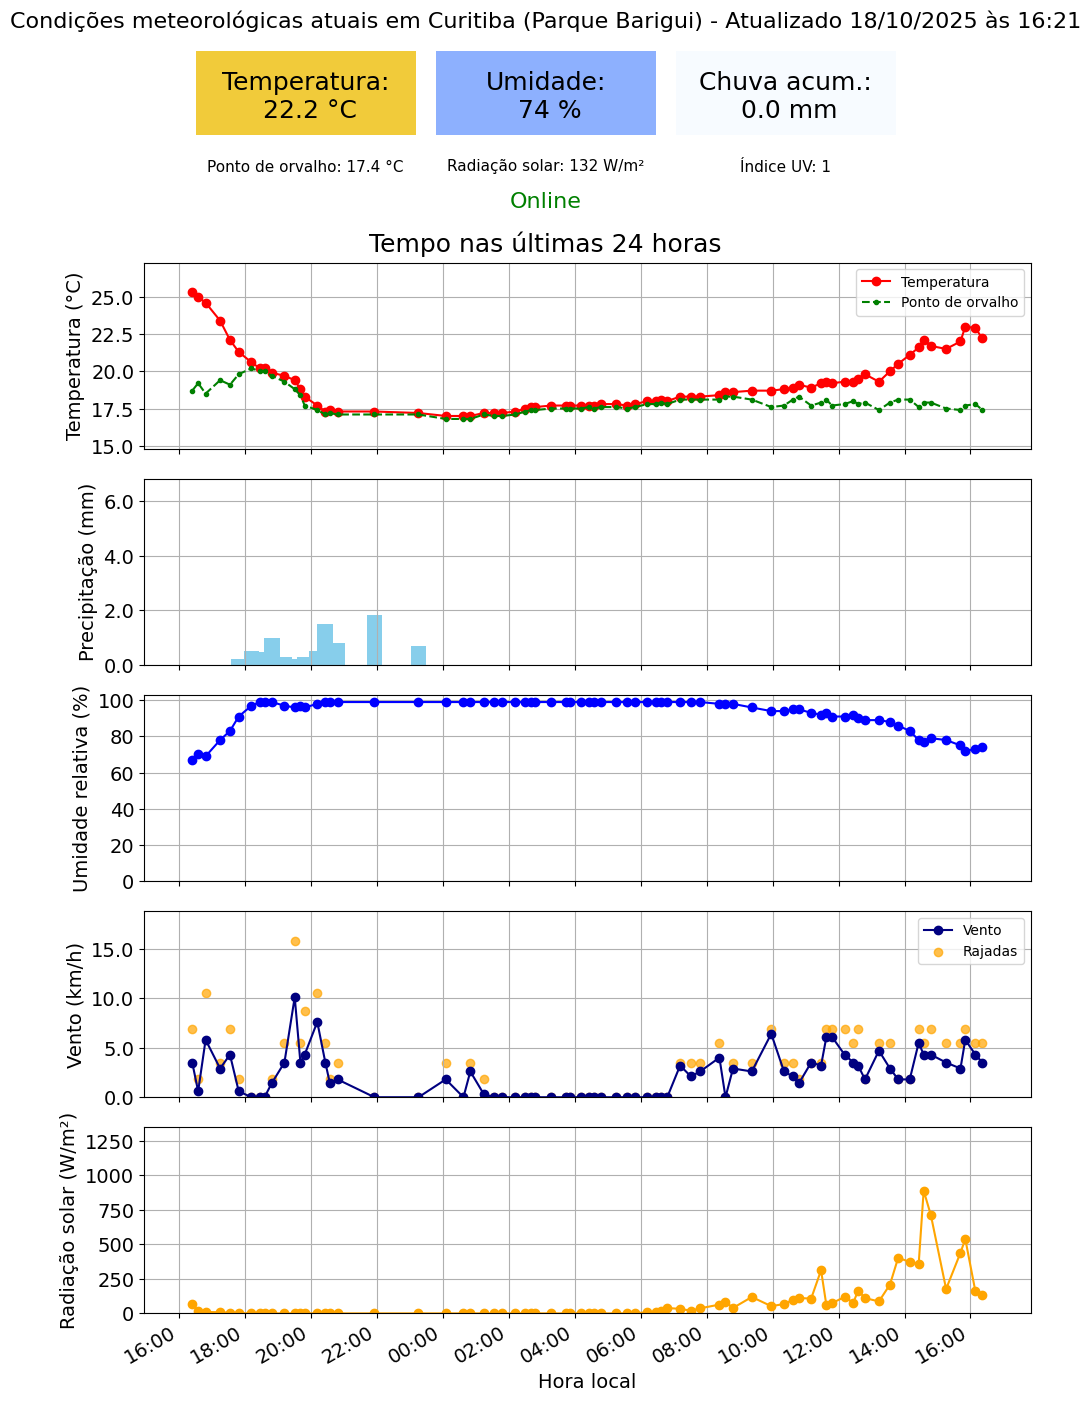 Condições meteorológicas atuais em Curitiba (Parque Barigui) - Atualizado 18/10/2025 às 16:21
Temperatura:
22.2 °C
Umidade:
74 %
Chuva acum.:
0.0 mm
Ponto de orvalho: 17.4 °C
Radiação solar: 132 W/m²
Índice UV: 1
Online
Tempo nas últimas 24 horas
Temperatura (°C)
25.0
22.5
20.0
17.5
15.0
Temperatura
Ponto de orvalho
Precipitação (mm)
6.0
4.0
2.0
0.0
Umidade relativa (%)
100
80
60
40
20
0
Vento (km/h)
15.0
10.0
5.0
0.0
Vento
Rajadas
Radiação solar (W/m²)
1250
1000
750
500
250
0
16:00
18:00
20:00
22:00
00:00
02:00
04:00
06:00
08:00
10:00
12:00
14:00
16:00
Hora local